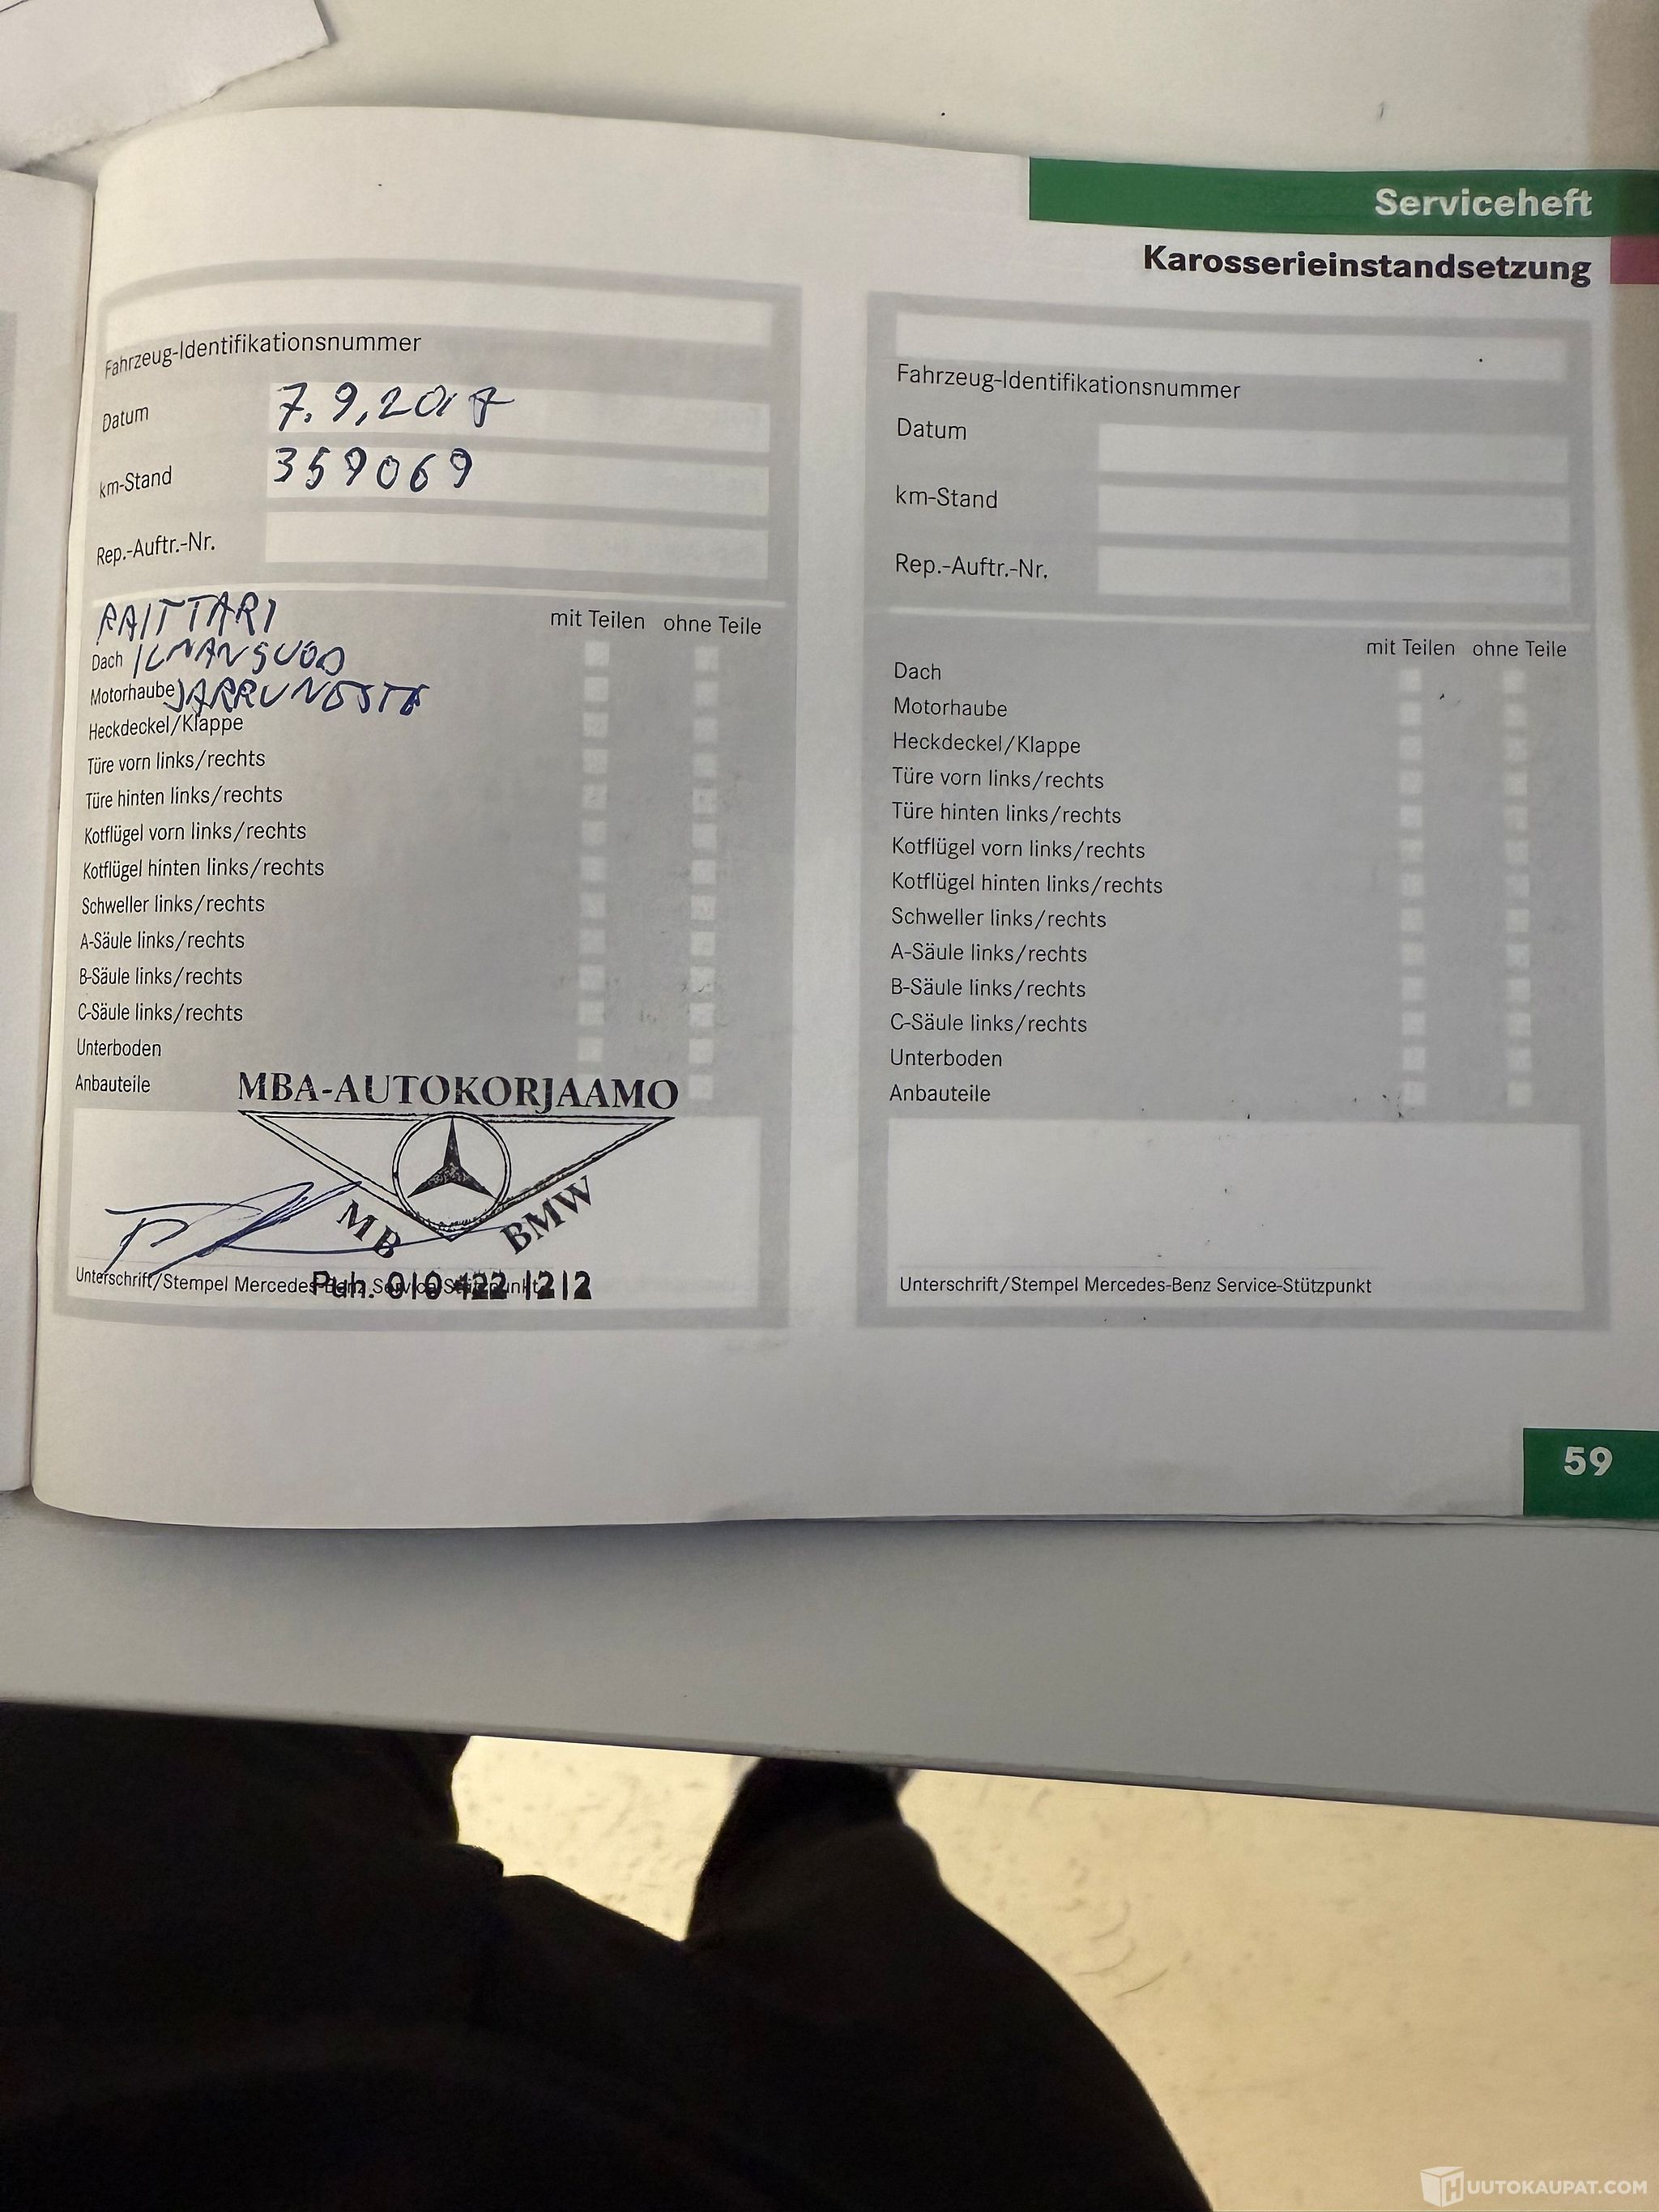 Serviceheft
Karosserieinstandsetzung
Fahrzeug-Identifikationsnummer
Datum 7.9.2017
km-Stand 359069
Rep.-Auftr.-Nr.
RAITTARI
ILMANSUOD
JARRUNESTE
mit Teilen ohne Teile
Dach
Motorhaube
Heckdeckel/Klappe
Türe vorn links/rechts
Türe hinten links/rechts
Kotflügel vorn links/rechts
Kotflügel hinten links/rechts
Schweller links/rechts
A-Säule links/rechts
B-Säule links/rechts
C-Säule links/rechts
Unterboden
Anbauteile
MBA-AUTOKORJAAMO
MB BMW
Puh. 010 422 1212
Unterschrift/Stempel Mercedes-Benz Service-Stützpunkt
Fahrzeug-Identifikationsnummer
Datum
km-Stand
Rep.-Auftr.-Nr.
mit Teilen ohne Teile
Dach
Motorhaube
Heckdeckel/Klappe
Türe vorn links/rechts
Türe hinten links/rechts
Kotflügel vorn links/rechts
Kotflügel hinten links/rechts
Schweller links/rechts
A-Säule links/rechts
B-Säule links/rechts
C-Säule links/rechts
Unterboden
Anbauteile
Unterschrift/Stempel Mercedes-Benz Service-Stützpunkt
59
HUUTOKAUPAT.COM